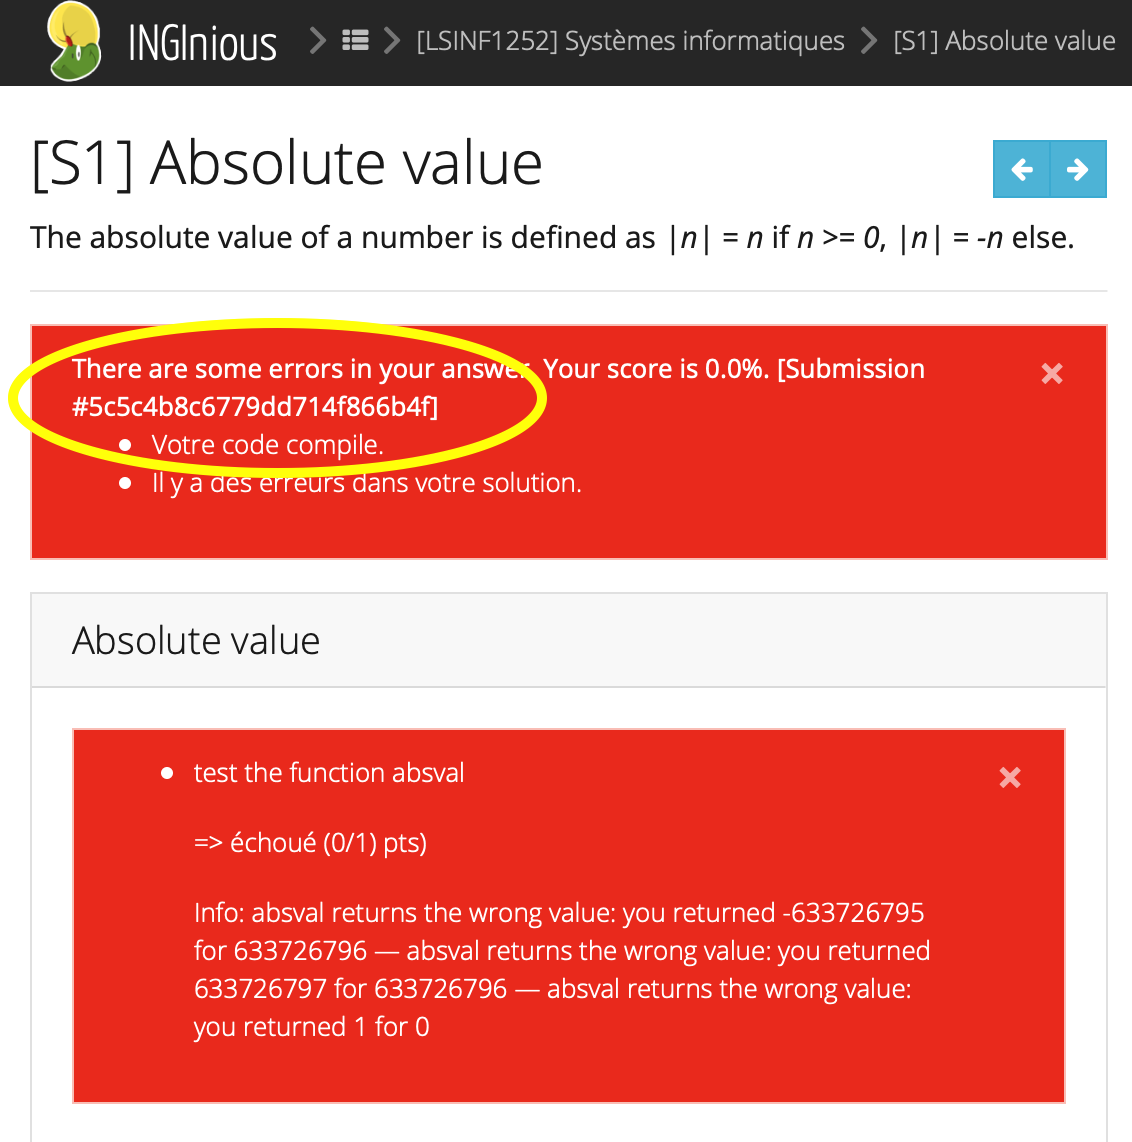 INGInious [LSINF1252] Systèmes informatiques [S1] Absolute value
[S1] Absolute value
The absolute value of a number is defined as |n| = n if n >= 0, |n| = -n else.
There are some errors in your answer. Your score is 0.0%. [Submission
#5c5c4b8c6779dd714f866b4f]
• Votre code compile.
• Il y a des erreurs dans votre solution.
Absolute value
• test the function absval
=> échoué (0/1) pts)
Info: absval returns the wrong value: you returned -633726795
for 633726796 — absval returns the wrong value: you returned
633726797 for 633726796 — absval returns the wrong value:
you returned 1 for 0